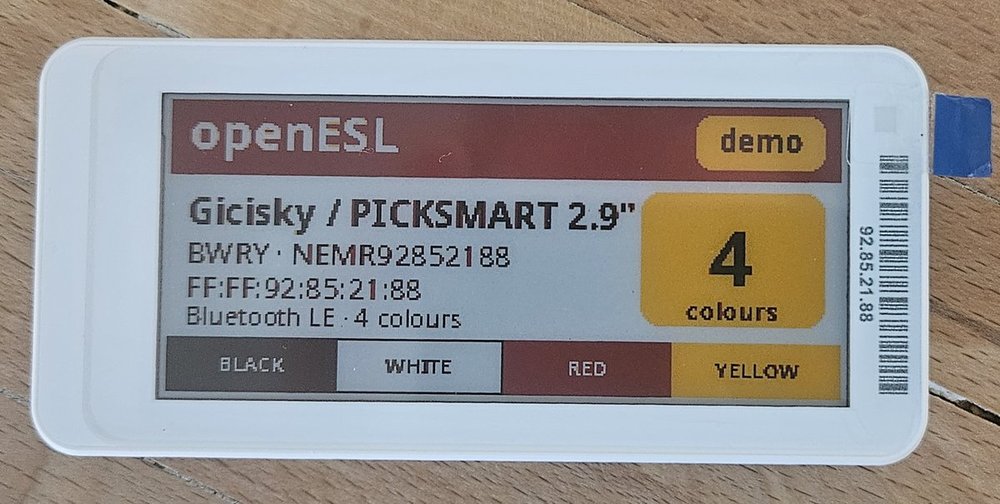 openESL
demo
Gicisky / PICKSMART 2.9"
BWRY · NEMR92852188
FF:FF:92:85:21:88
Bluetooth LE · 4 colours
4
colours
BLACK
WHITE
RED
YELLOW
92.85.21.88